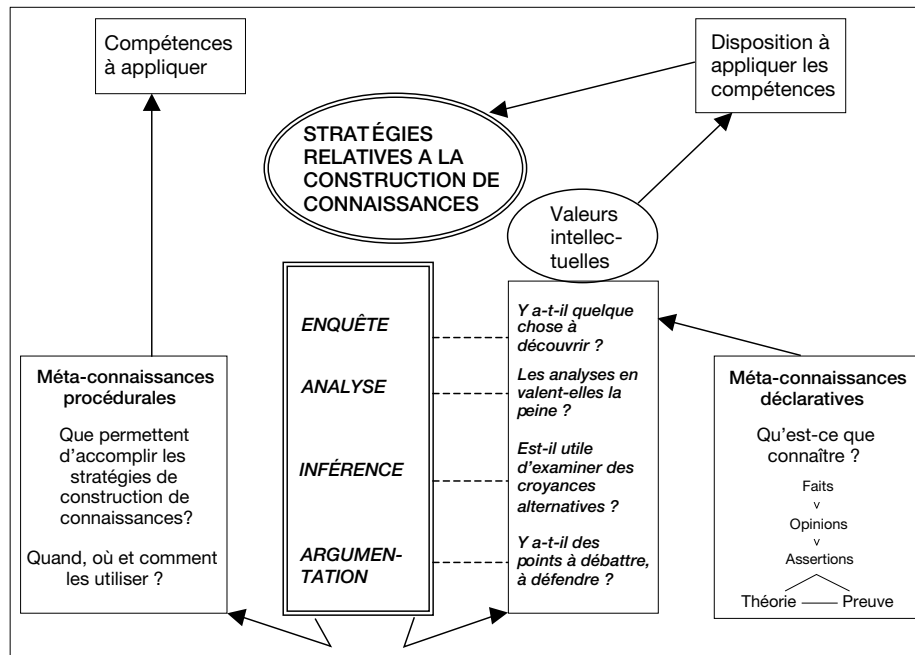 Compétences
à appliquer
Disposition à
appliquer les
compétences
STRATÉGIES
RELATIVES A LA
CONSTRUCTION DE
CONNAISSANCES
Valeurs
intellec-
tuelles
ENQUÊTE
ANALYSE
INFÉRENCE
ARGUMEN-
TATION
Y a-t-il quelque
chose à
découvrir ?
Les analyses en
valent-elles la
peine ?
Est-il utile
d'examiner des
croyances
alternatives ?
Y a-t-il des
points à débattre,
à défendre ?
Méta-connaissances
procédurales
Que permettent
d'accomplir les
stratégies de
construction de
connaissances?
Quand, où et comment
les utiliser ?
Méta-connaissances
déclaratives
Qu'est-ce que
connaître ?
Faits
v
Opinions
v
Assertions
Théorie Preuve